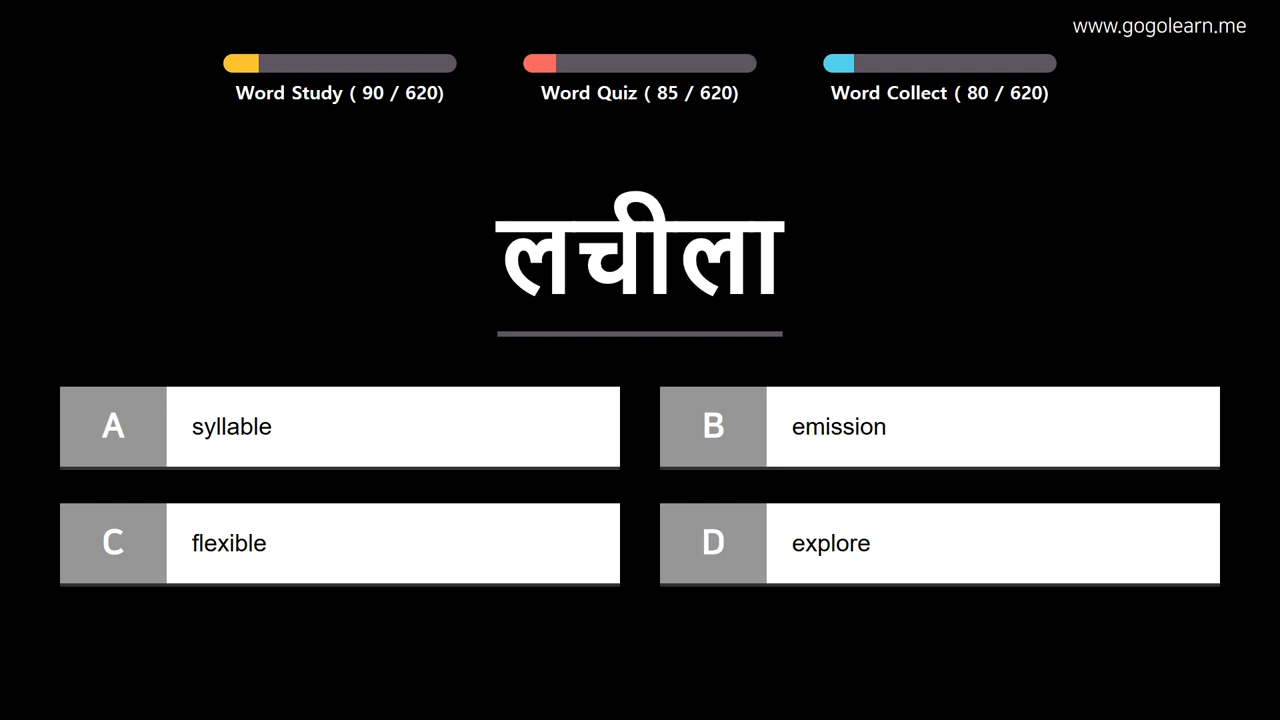 www.gogolearn.me
Word Study ( 90 / 620)
Word Quiz ( 85 / 620)
Word Collect ( 80 / 620)
लचीला
A syllable
B emission
C flexible
D explore